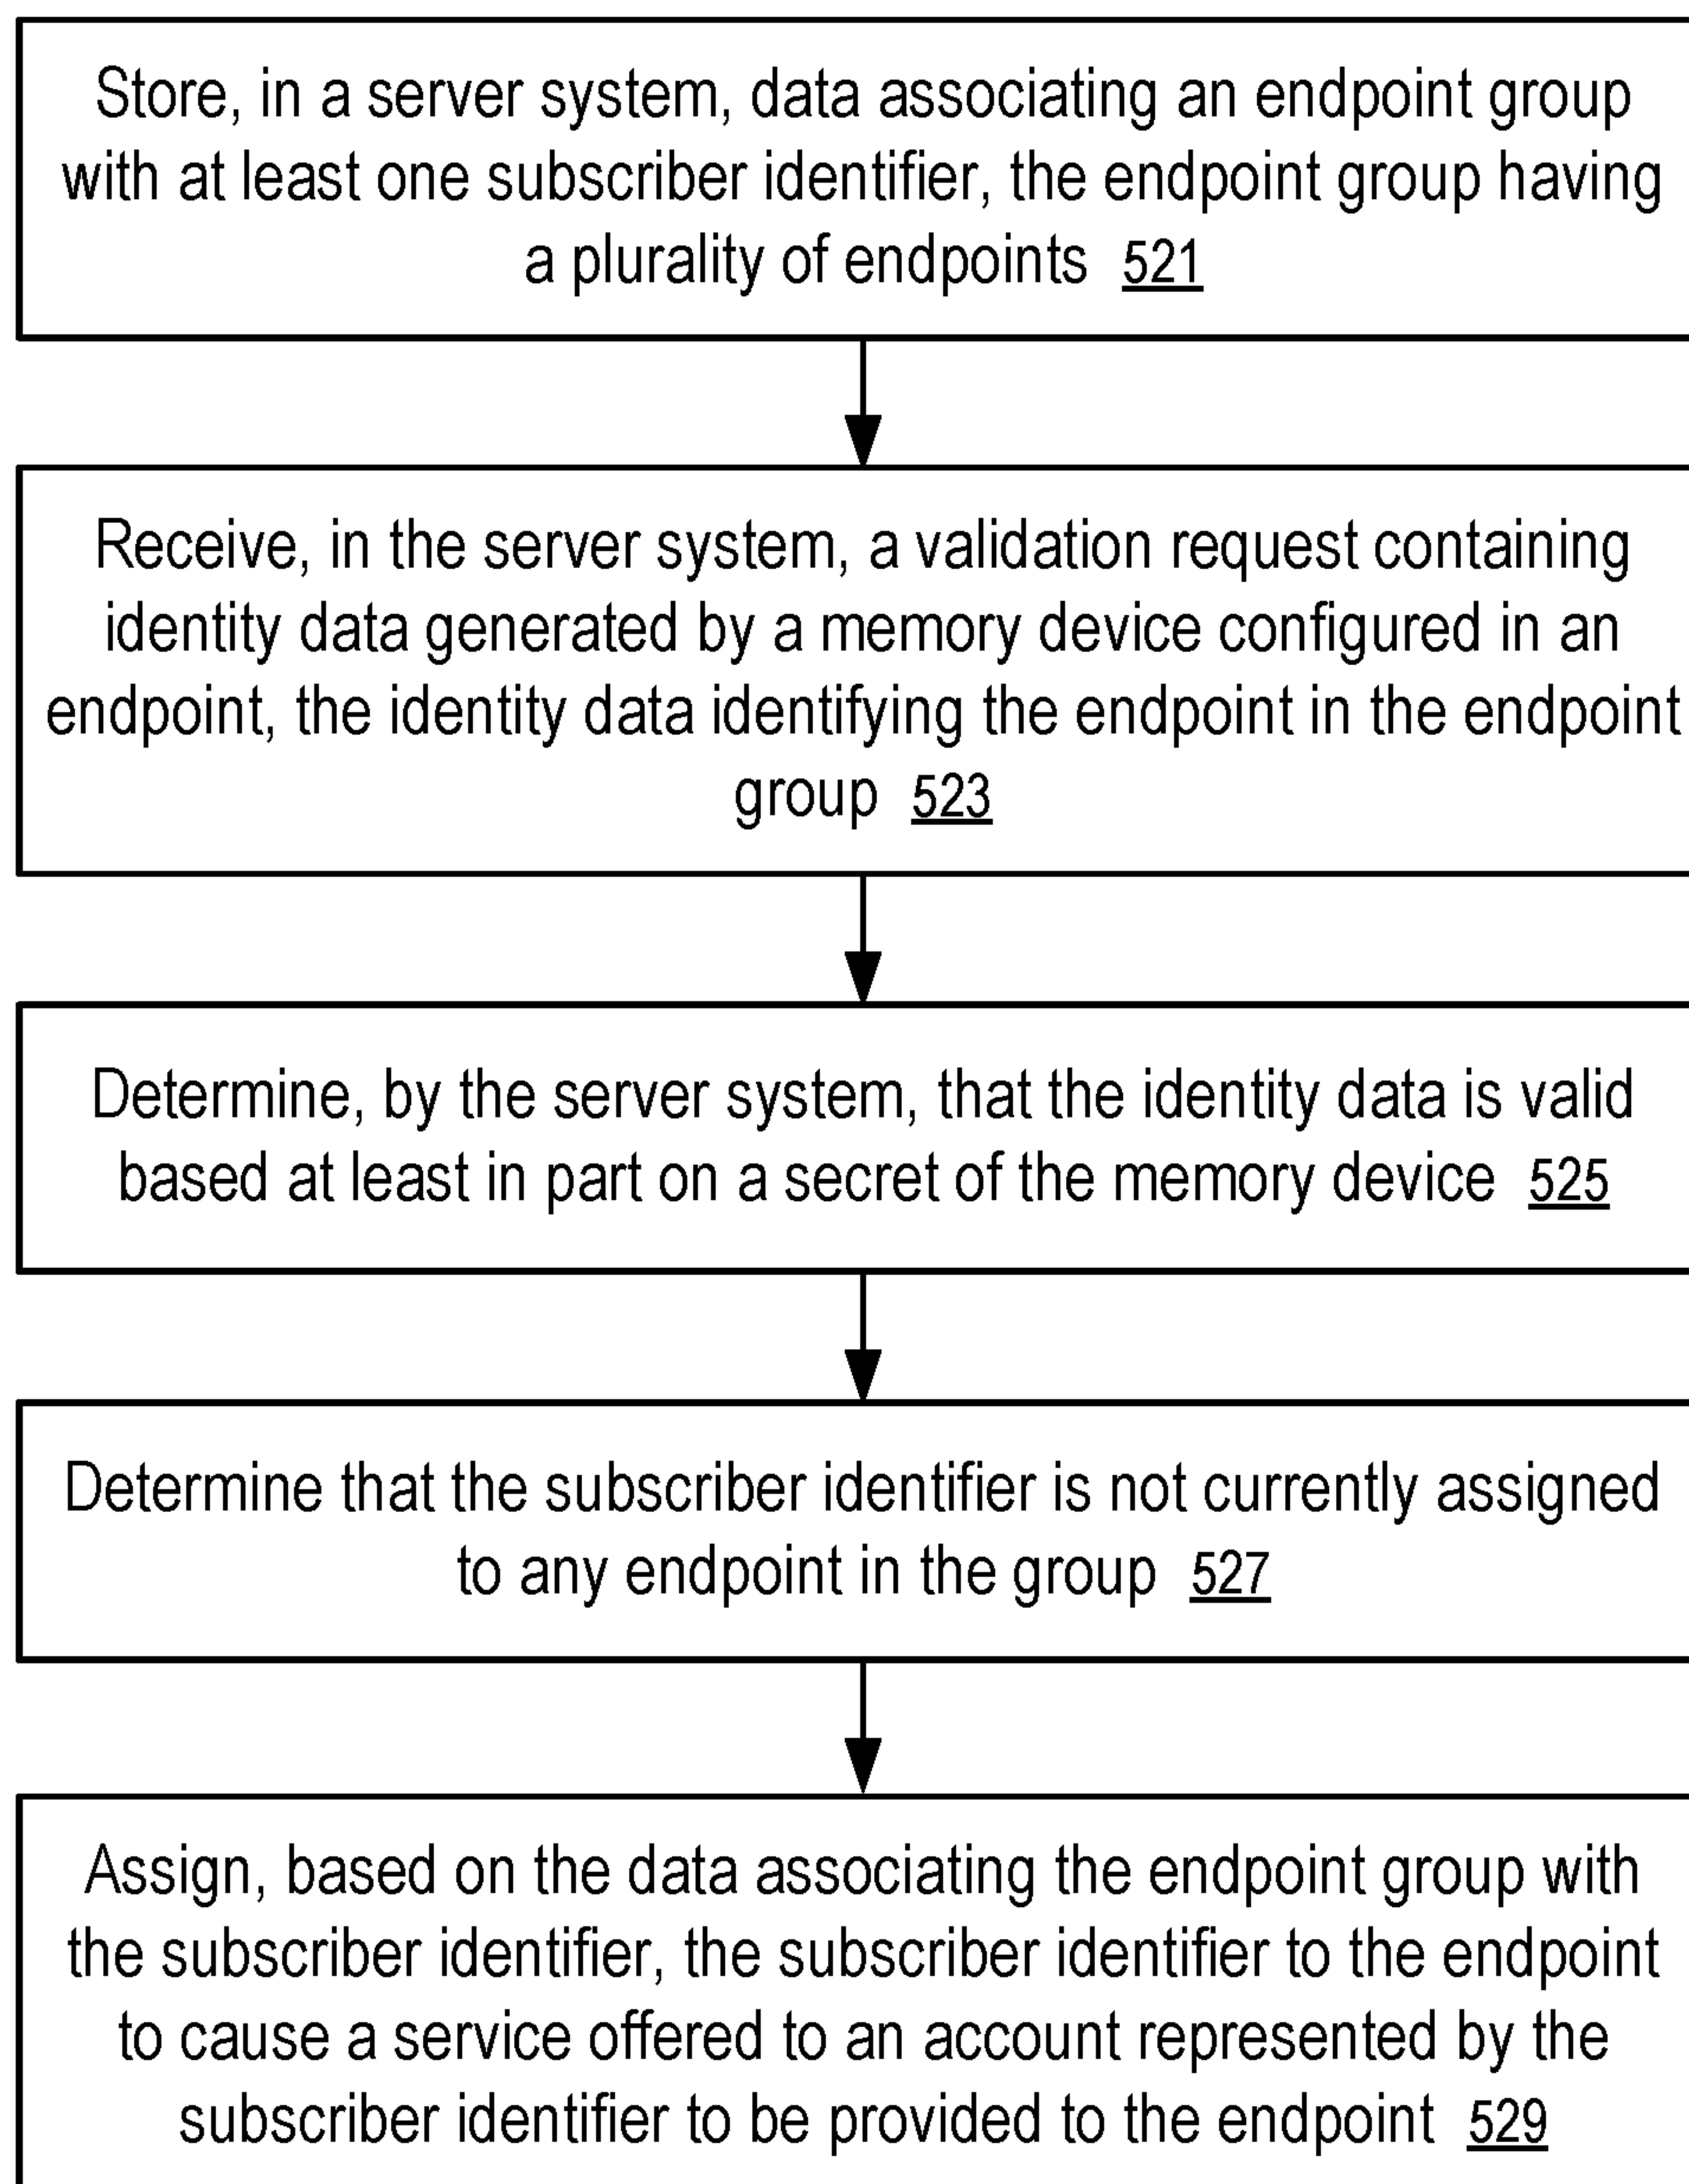 Store, in a server system, data associating an endpoint group
with at least one subscriber identifier, the endpoint group having
a plurality of endpoints 521
Receive, in the server system, a validation request containing
identity data generated by a memory device configured in an
endpoint, the identity data identifying the endpoint in the endpoint
group 523
Determine, by the server system, that the identity data is valid
based at least in part on a secret of the memory device 525
Determine that the subscriber identifier is not currently assigned
to any endpoint in the group 527
Assign, based on the data associating the endpoint group with
the subscriber identifier, the subscriber identifier to the endpoint
to cause a service offered to an account represented by the
subscriber identifier to be provided to the endpoint 529